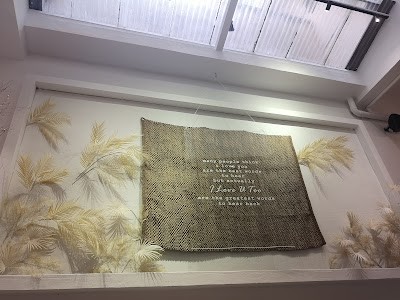 many people think
i love you
are the best words
to hear
but actually
I Love U Too
are the greatest words
to hear back